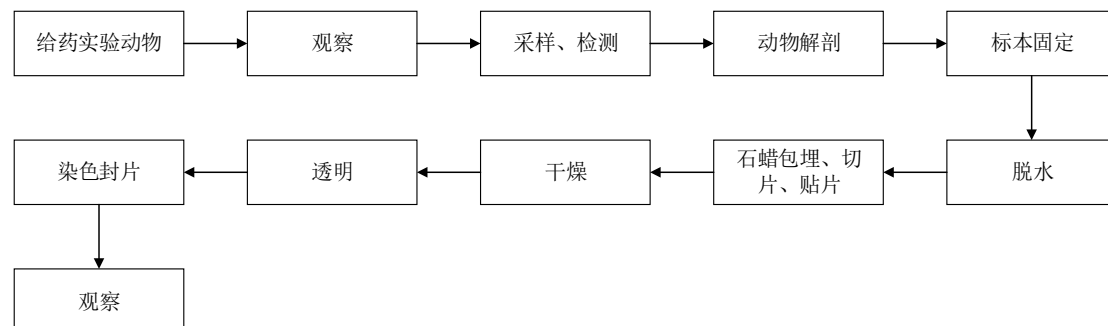 给药实验动物
观察
采样、检测
动物解剖
标本固定
脱水
石蜡包埋、切
片、贴片
干燥
透明
染色封片
观察